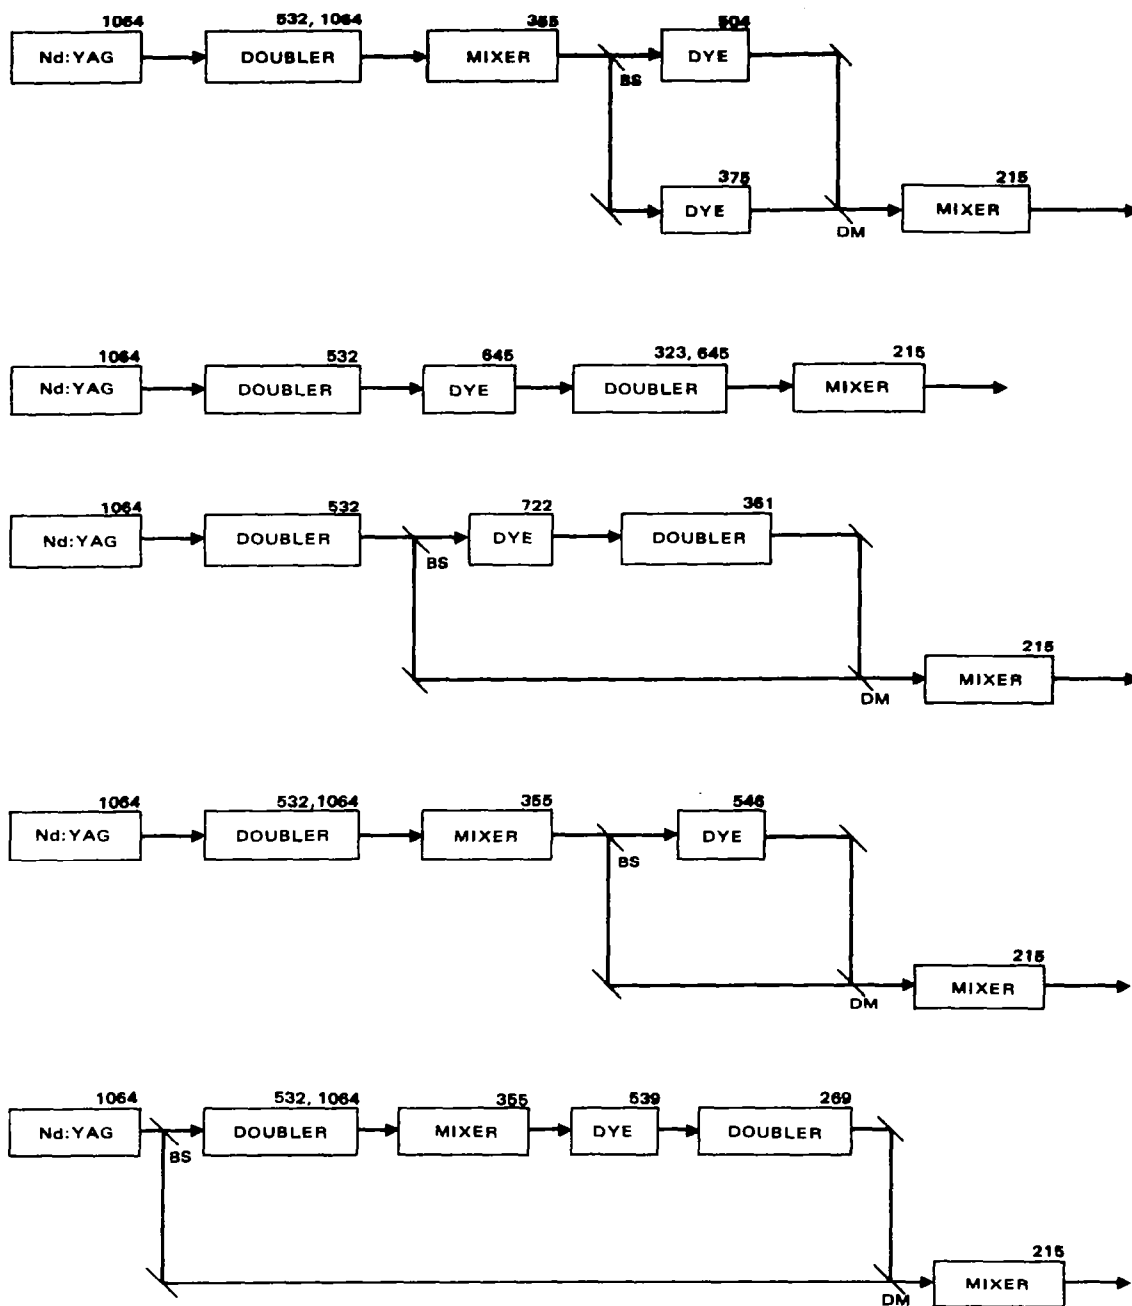 1064 532, 1064 355 504
Nd:YAG DOUBLER MIXER DYE
BS
375 215
DYE MIXER
DM
1064 532 645 323, 645 215
Nd:YAG DOUBLER DYE DOUBLER MIXER
1064 532 722 361
Nd:YAG DOUBLER DYE DOUBLER
BS
215
MIXER
DM
1064 532,1064 355 546
Nd:YAG DOUBLER MIXER DYE
BS
215
MIXER
DM
1064 532, 1064 355 539 269
Nd:YAG DOUBLER MIXER DYE DOUBLER
BS
215
MIXER
DM